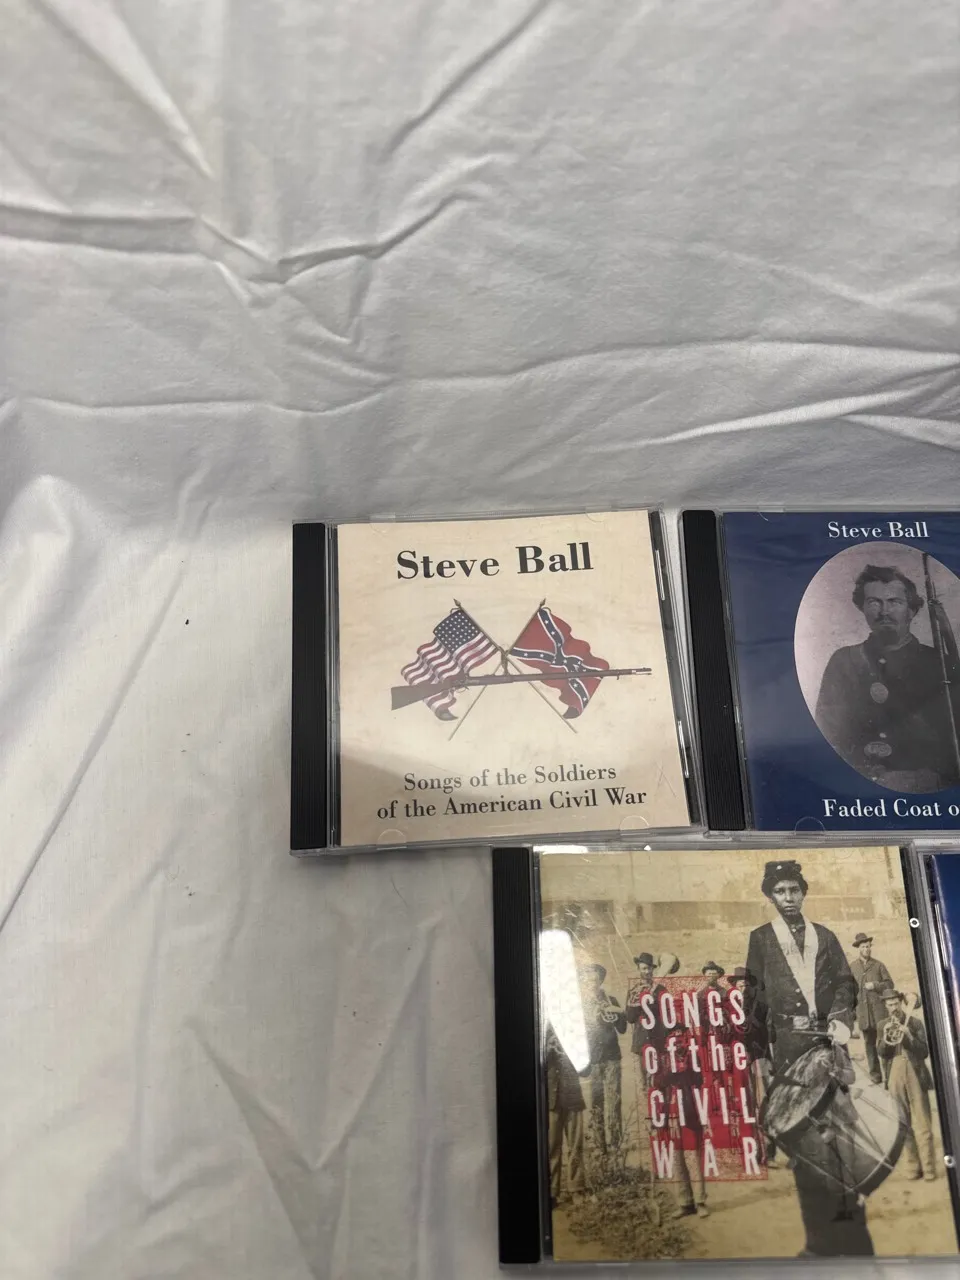 Steve Ball
Songs of the Soldiers
of the American Civil War
Steve Ball
Faded Coat o
SONGS
of the
CIVIL
WAR